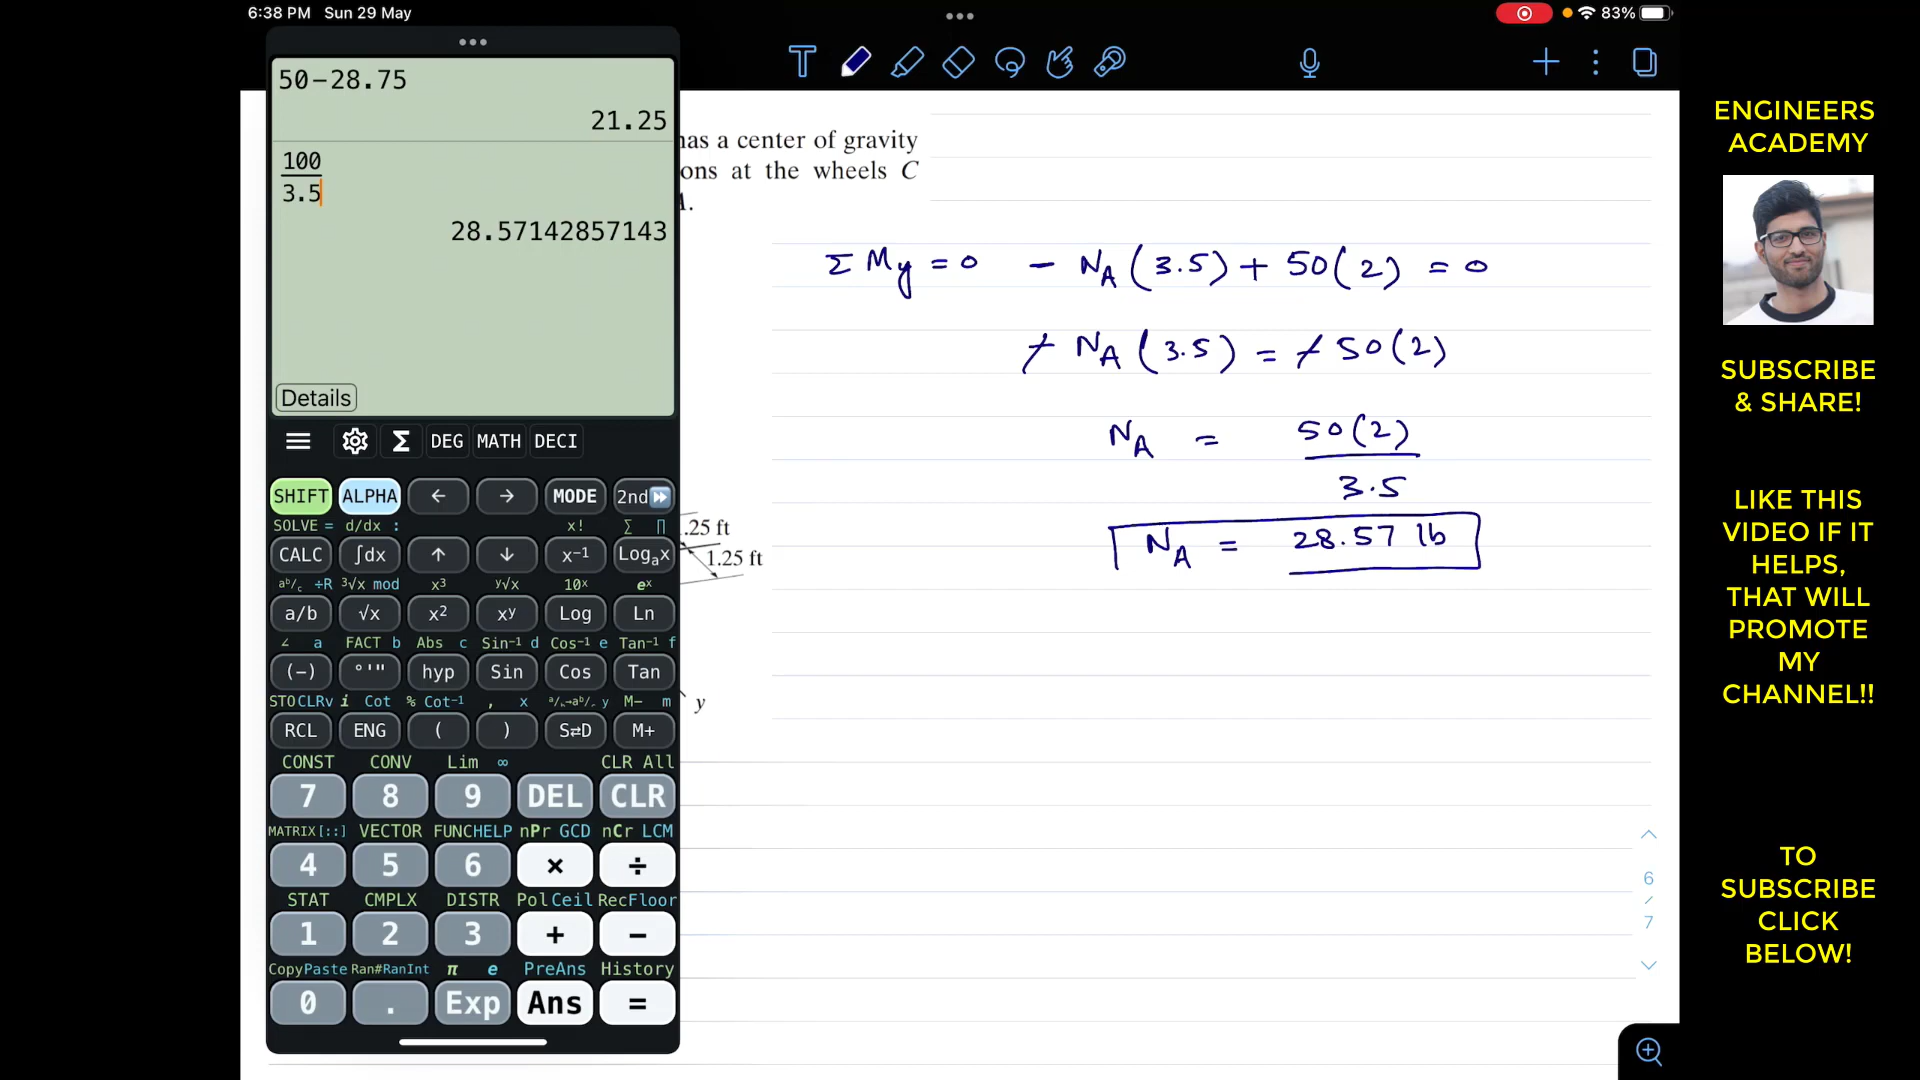 6:38 PM Sun 29 May
83%
50-28.75
21.25
100
3.5
28.57142857143
Details
DEG MATH DECI
SHIFT ALPHA ← → MODE 2nd
SOLVE = d/dx : x! ∑ ∏
CALC ∫dx ↑ ↓ x⁻¹ Logₐx
aᵇ/c ÷R ³√x mod x³ ʸ√x 10ˣ eˣ
a/b √x x² xʸ Log Ln
∠ a FACT b Abs c Sin⁻¹ d Cos⁻¹ e Tan⁻¹ f
(−) °'" hyp Sin Cos Tan
STO CLRv i Cot % Cot⁻¹ , x y M− m
RCL ENG ( ) S⇄D M+
CONST CONV Lim ∞ CLR All
7 8 9 DEL CLR
MATRIX[::] VECTOR FUNC HELP nPr GCD nCr LCM
4 5 6 × ÷
STAT CMPLX DISTR Pol Ceil Rec Floor
1 2 3 + −
Copy Paste Ran# RanInt π e PreAns History
0 . Exp Ans =
has a center of gravity
ons at the wheels C
.25 ft
1.25 ft
y
Σ My = 0 − NA (3.5) + 50(2) = 0
− NA (3.5) = − 50(2)
NA = 50(2)
3.5
NA = 28.57 lb
6
7
ENGINEERS
ACADEMY
SUBSCRIBE
& SHARE!
LIKE THIS
VIDEO IF IT
HELPS,
THAT WILL
PROMOTE
MY
CHANNEL!!
TO
SUBSCRIBE
CLICK
BELOW!